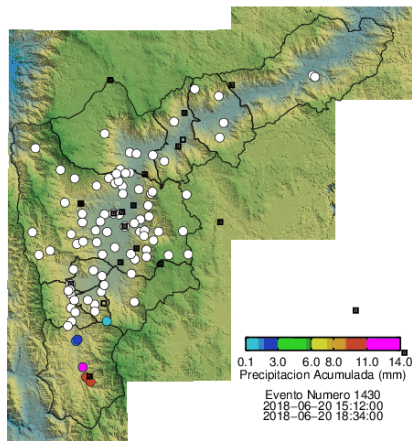 0.1 3.0 6.0 8.0 11.0 14.0
Precipitacion Acumulada (mm)
Evento Numero 1430
2018-06-20 15:12:00
2018-06-20 18:34:00